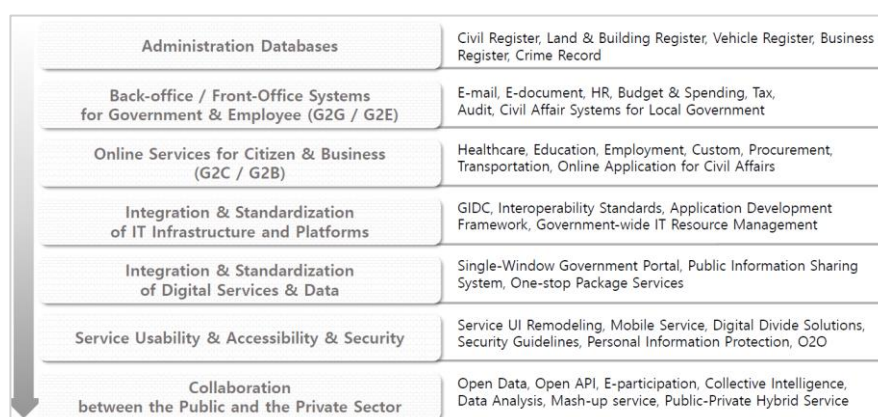 Administration Databases
Civil Register, Land & Building Register, Vehicle Register, Business
Register, Crime Record
Back-office / Front-Office Systems
for Government & Employee (G2G / G2E)
E-mail, E-document, HR, Budget & Spending, Tax,
Audit, Civil Affair Systems for Local Government
Online Services for Citizen & Business
(G2C / G2B)
Healthcare, Education, Employment, Custom, Procurement,
Transportation, Online Application for Civil Affairs
Integration & Standardization
of IT Infrastructure and Platforms
GIDC, Interoperability Standards, Application Development
Framework, Government-wide IT Resource Management
Integration & Standardization
of Digital Services & Data
Single-Window Government Portal, Public Information Sharing
System, One-stop Package Services
Service Usability & Accessibility & Security
Service UI Remodeling, Mobile Service, Digital Divide Solutions,
Security Guidelines, Personal Information Protection, O2O
Collaboration
between the Public and the Private Sector
Open Data, Open API, E-participation, Collective Intelligence,
Data Analysis, Mash-up service, Public-Private Hybrid Service